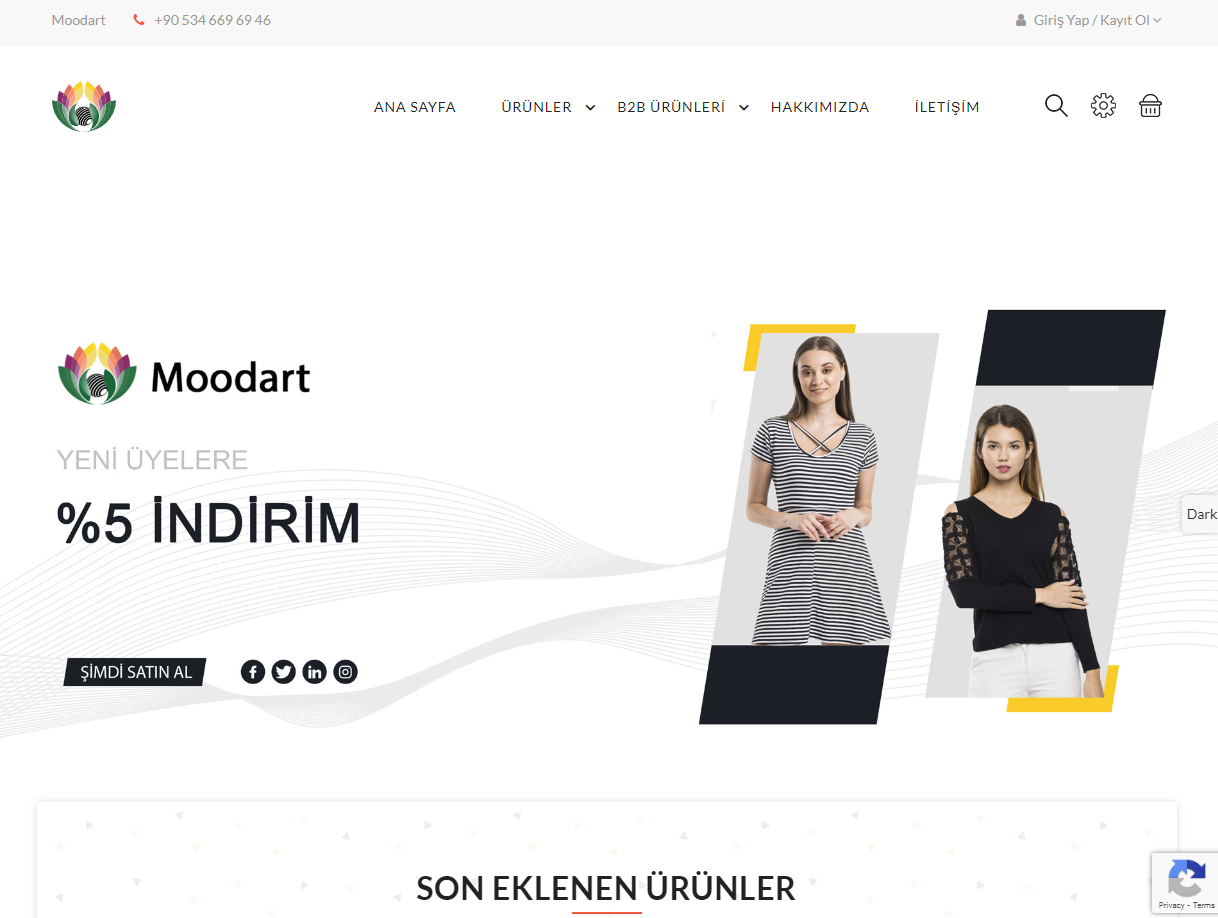 Moodart
+90 534 669 69 46
Giriş Yap / Kayıt Ol
ANA SAYFA
ÜRÜNLER
B2B ÜRÜNLERİ
HAKKIMIZDA
İLETİŞİM
Moodart
YENİ ÜYELERE
%5 İNDİRİM
Dark
ŞİMDİ SATIN AL
SON EKLENEN ÜRÜNLER
Privacy - Terms